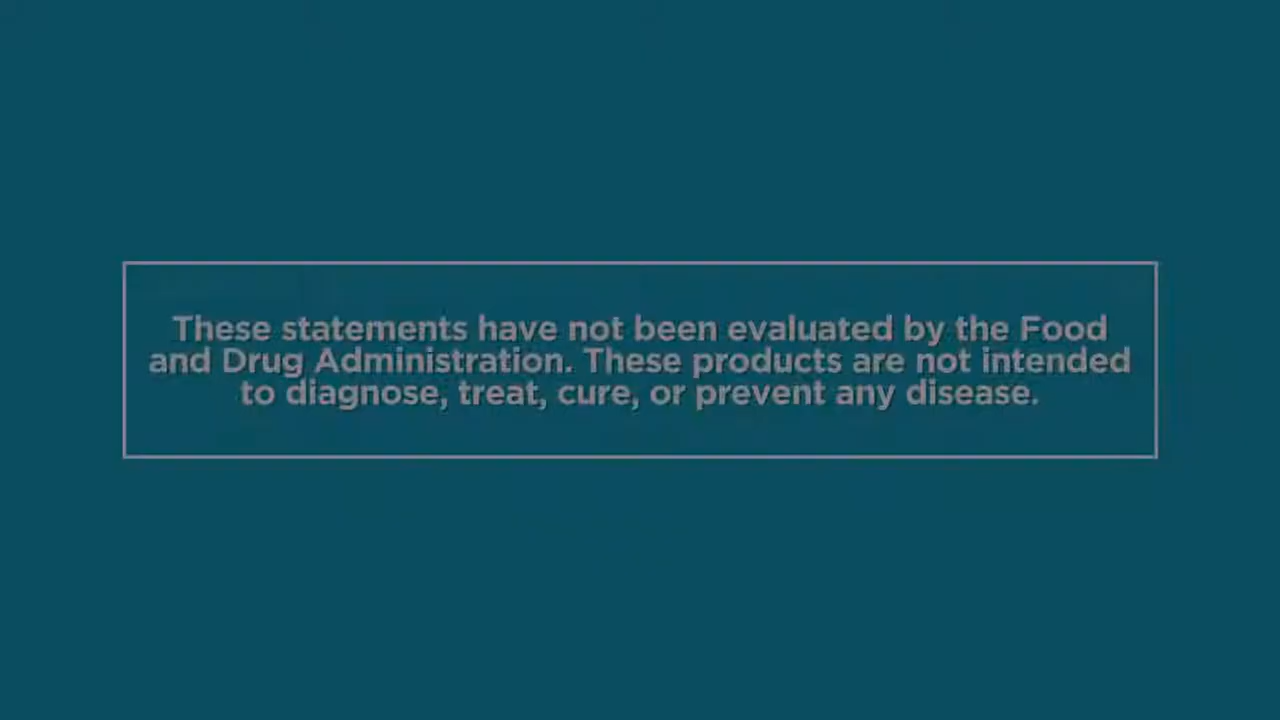 These statements have not been evaluated by the Food
and Drug Administration. These products are not intended
to diagnose, treat, cure, or prevent any disease.